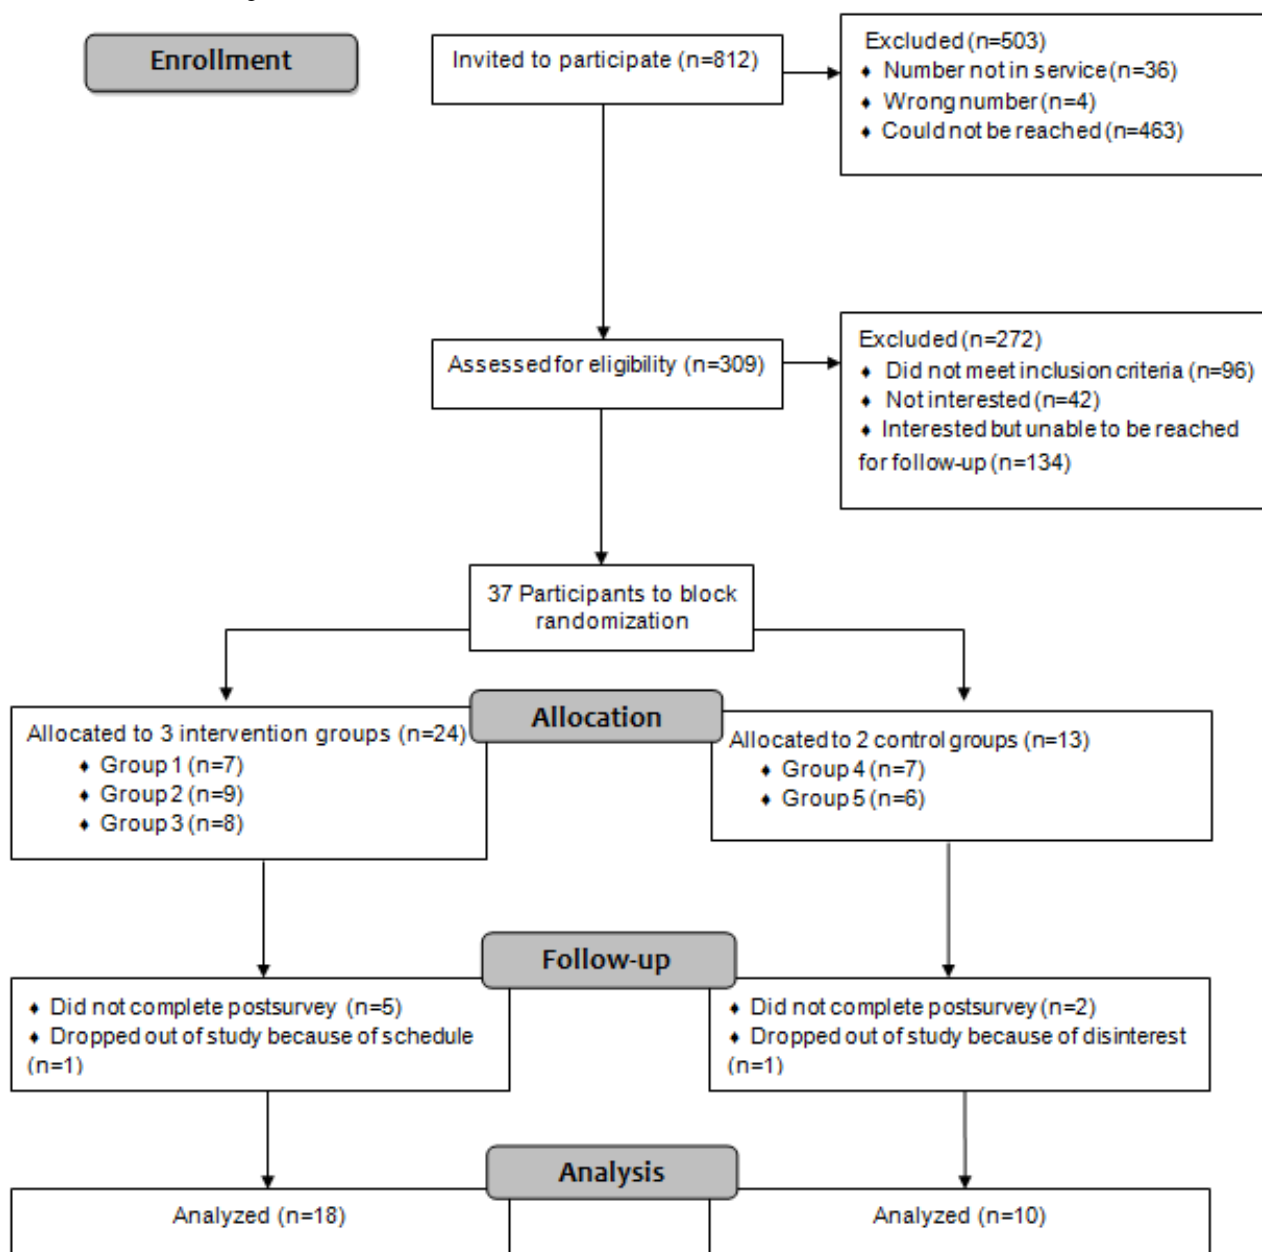 Enrollment
Invited to participate (n=812)
Excluded (n=503)
♦ Number not in service (n=36)
♦ Wrong number (n=4)
♦ Could not be reached (n=463)
Assessed for eligibility (n=309)
Excluded (n=272)
♦ Did not meet inclusion criteria (n=96)
♦ Not interested (n=42)
♦ Interested but unable to be reached
for follow-up (n=134)
37 Participants to block
randomization
Allocation
Allocated to 3 intervention groups (n=24)
♦ Group 1 (n=7)
♦ Group 2 (n=9)
♦ Group 3 (n=8)
Allocated to 2 control groups (n=13)
♦ Group 4 (n=7)
♦ Group 5 (n=6)
Follow-up
♦ Did not complete postsurvey (n=5)
♦ Dropped out of study because of schedule
(n=1)
♦ Did not complete postsurvey (n=2)
♦ Dropped out of study because of disinterest
(n=1)
Analysis
Analyzed (n=18)
Analyzed (n=10)